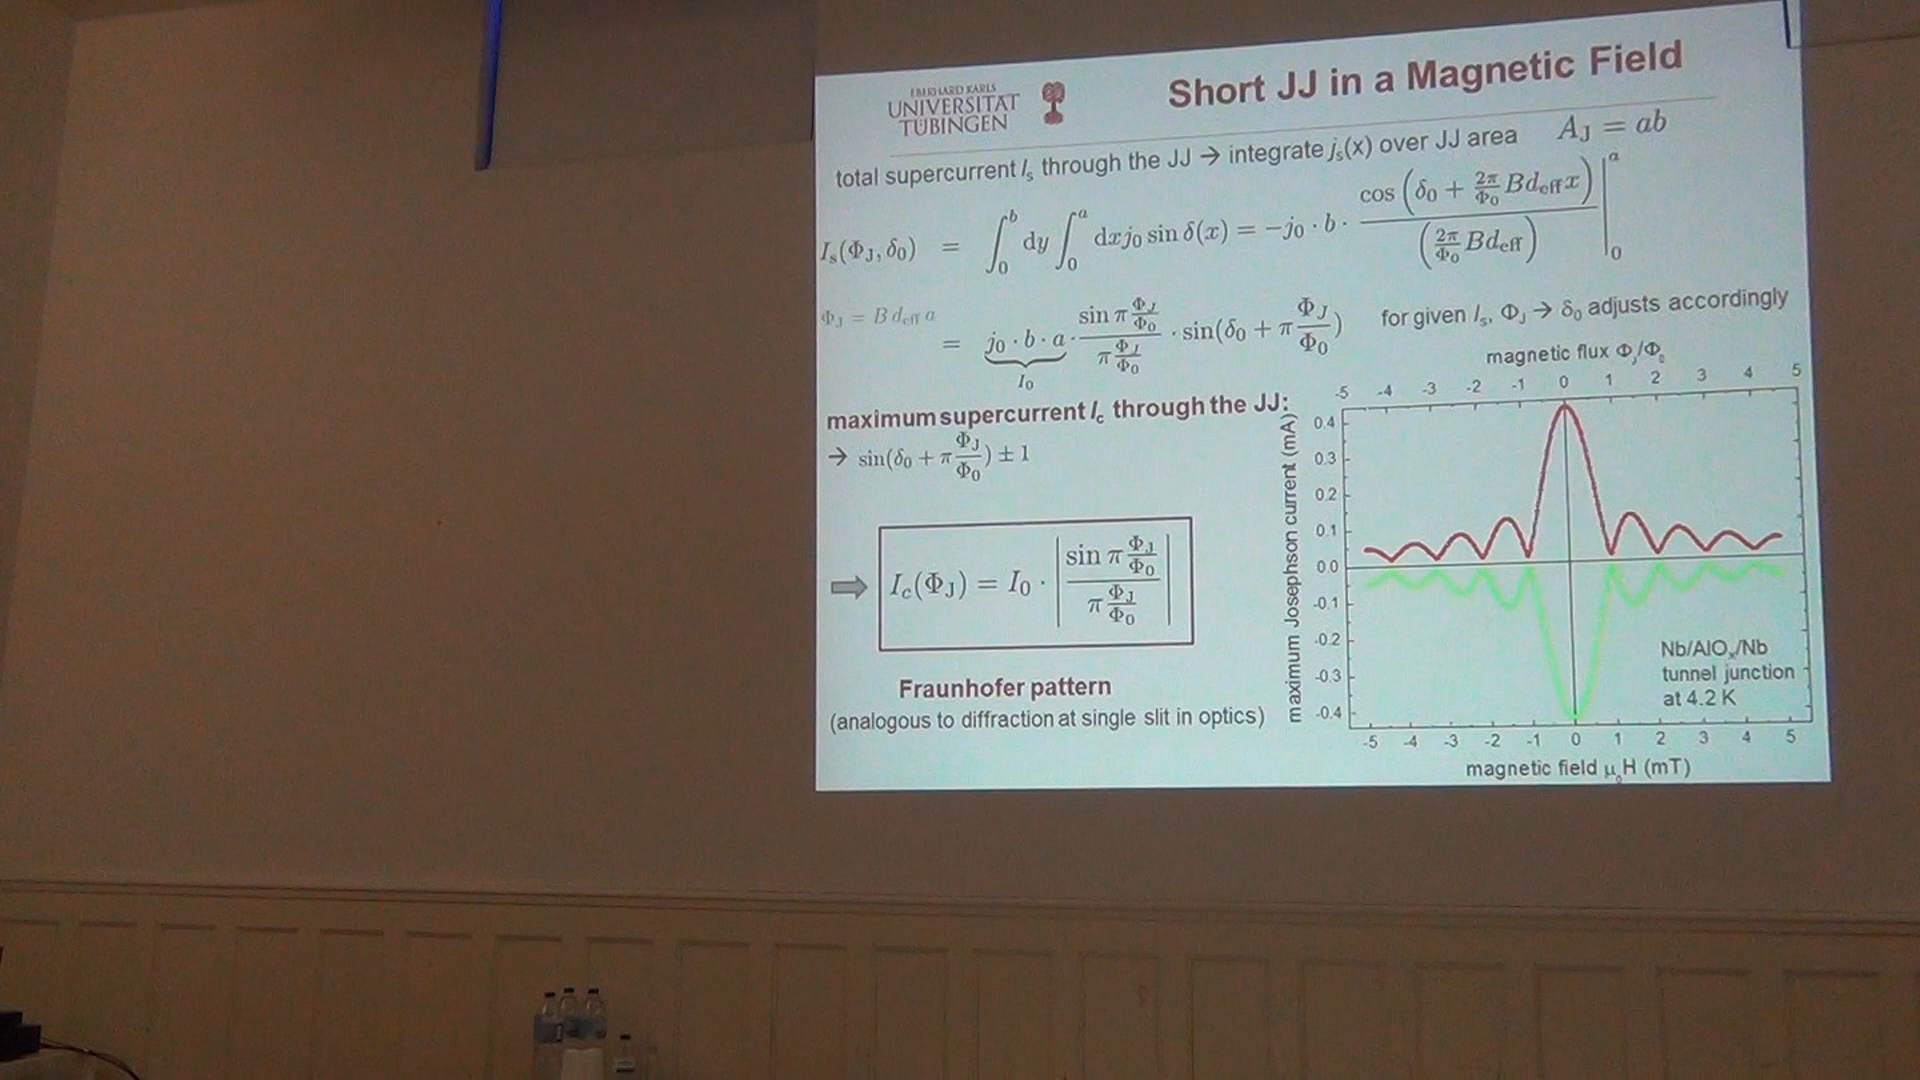 EBERHARD KARLS
UNIVERSITAT
TÜBINGEN
Short JJ in a Magnetic Field
total supercurrent I_s through the JJ → integrate j_s(x) over JJ area A_J = ab
I_s(Φ_J, δ_0) = ∫_0^b dy ∫_0^a dx j_0 sin δ(x) = −j_0 · b · cos(δ_0 + 2π/Φ_0 B d_eff x) / (2π/Φ_0 B d_eff) |_0^a
Φ_J = B d_eff a
= j_0 · b · a · sin π Φ_J/Φ_0 / π Φ_J/Φ_0 · sin(δ_0 + π Φ_J/Φ_0)
I_0
for given I_s, Φ_J → δ_0 adjusts accordingly
maximum supercurrent I_c through the JJ:
→ sin(δ_0 + π Φ_J/Φ_0) ± 1
I_c(Φ_J) = I_0 · | sin π Φ_J/Φ_0 / π Φ_J/Φ_0 |
Fraunhofer pattern
(analogous to diffraction at single slit in optics)
magnetic flux Φ_J/Φ_0
-5 -4 -3 -2 -1 0 1 2 3 4 5
maximum Josephson current (mA)
0.4
0.3
0.2
0.1
0.0
-0.1
-0.2
-0.3
-0.4
Nb/AlO_x/Nb
tunnel junction
at 4.2 K
-5 -4 -3 -2 -1 0 1 2 3 4 5
magnetic field μ_0H (mT)